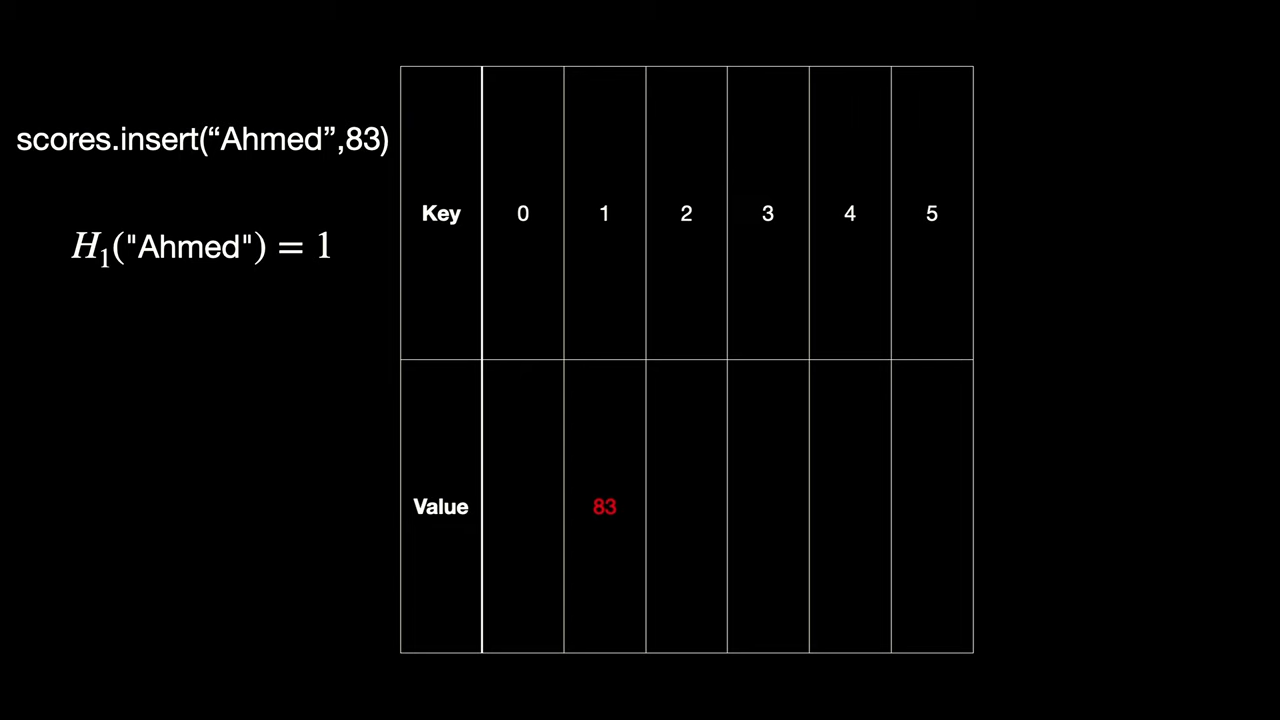 scores.insert(“Ahmed”,83)
H₁("Ahmed") = 1
Key 0 1 2 3 4 5
Value 83